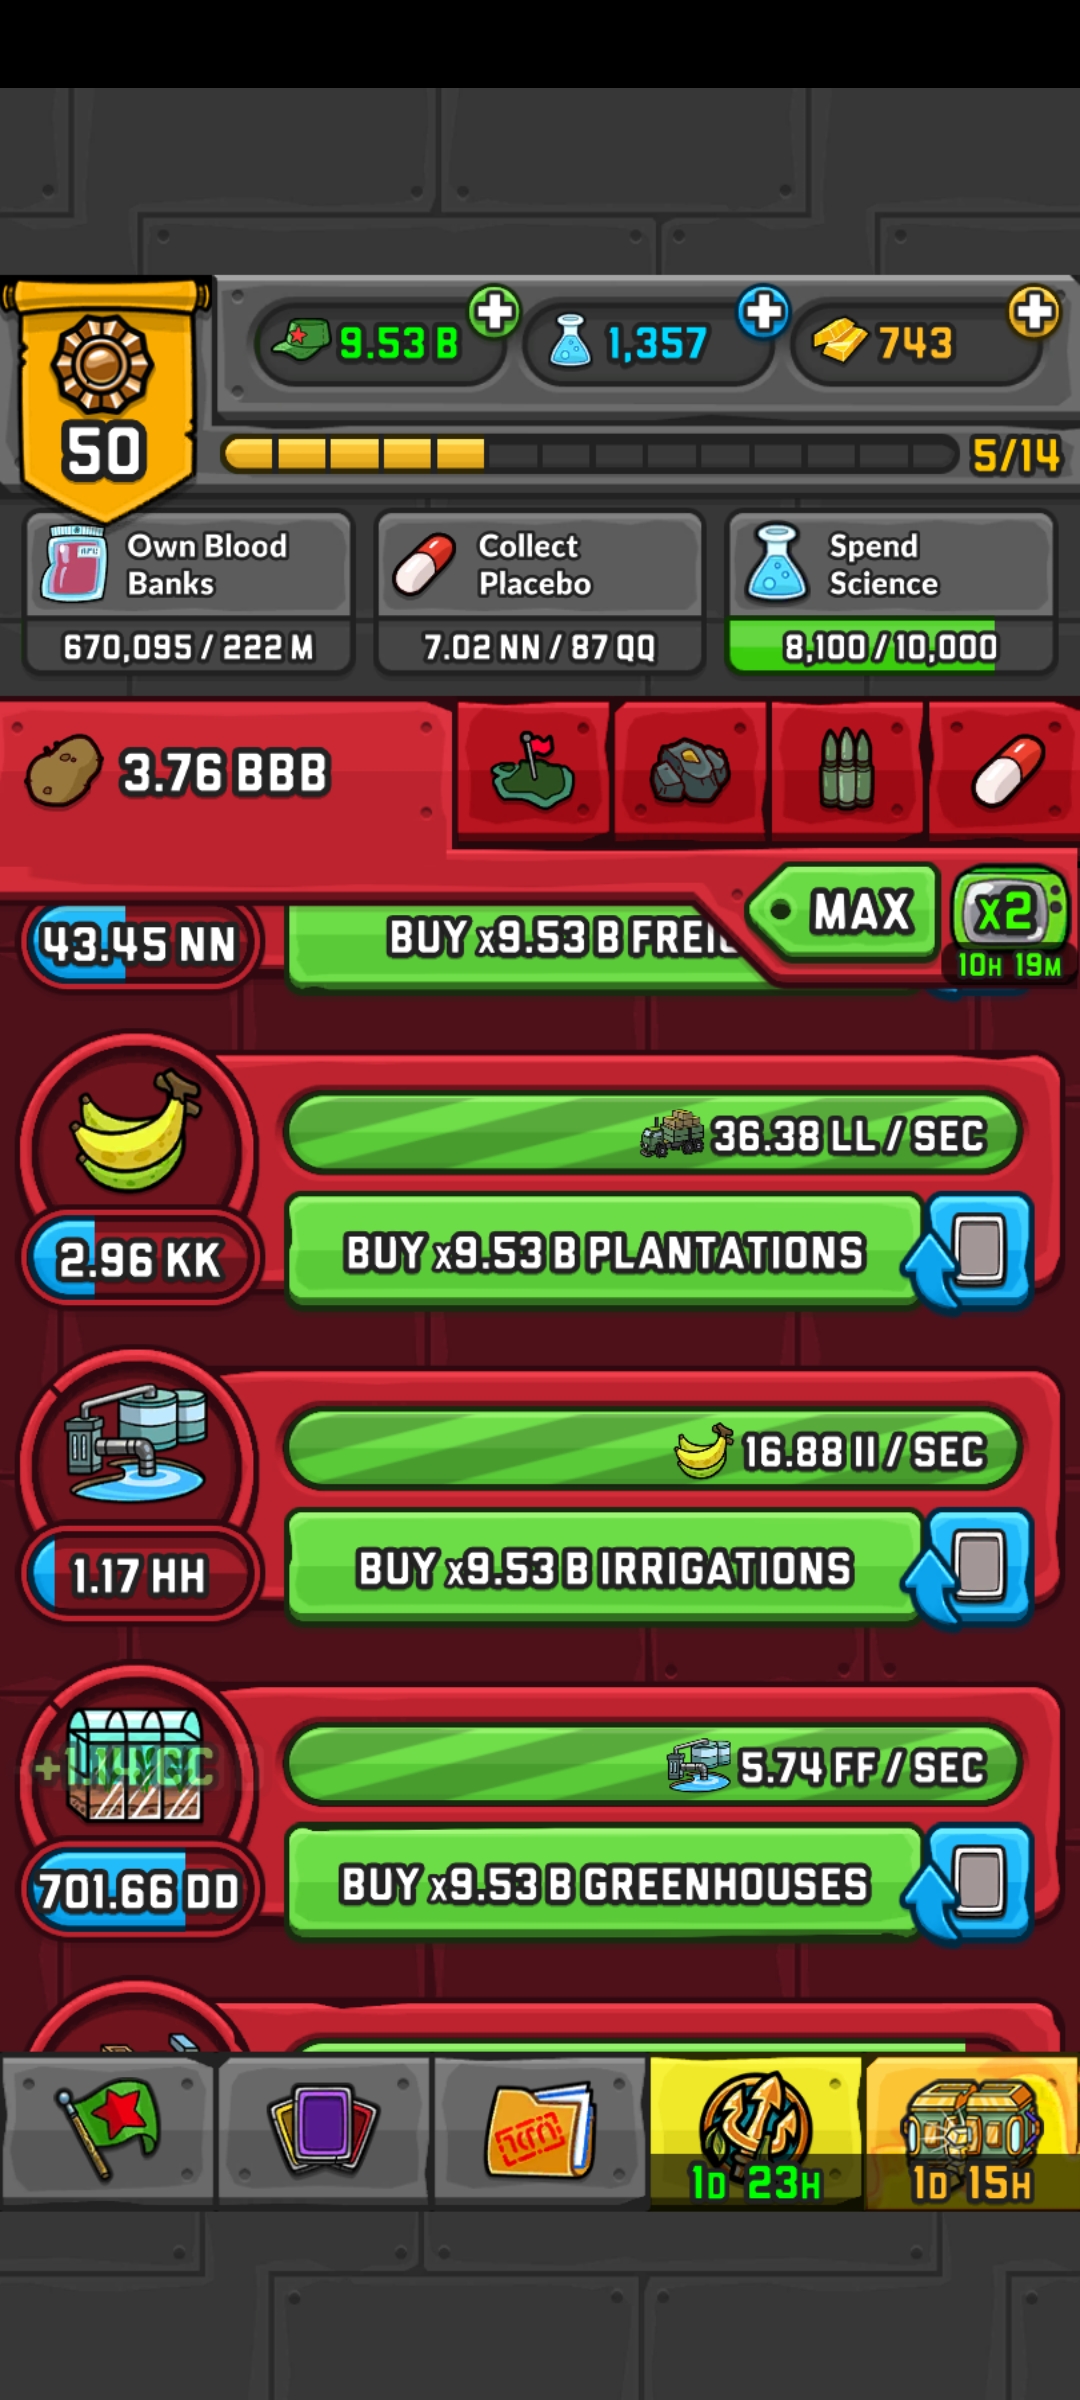 9.53 B
1,357
743
50
5/14
Own Blood
Banks
670,095 / 222 M
Collect
Placebo
7.02 NN / 87 QQ
Spend
Science
8,100 / 10,000
3.76 BBB
MAX
x2
10H 19M
43.45 NN
BUY x9.53 B
36.38 LL / SEC
2.96 KK
BUY x9.53 B PLANTATIONS
16.88 II / SEC
1.17 HH
BUY x9.53 B IRRIGATIONS
5.74 FF / SEC
701.66 DD
BUY x9.53 B GREENHOUSES
1D 23H
1D 15H